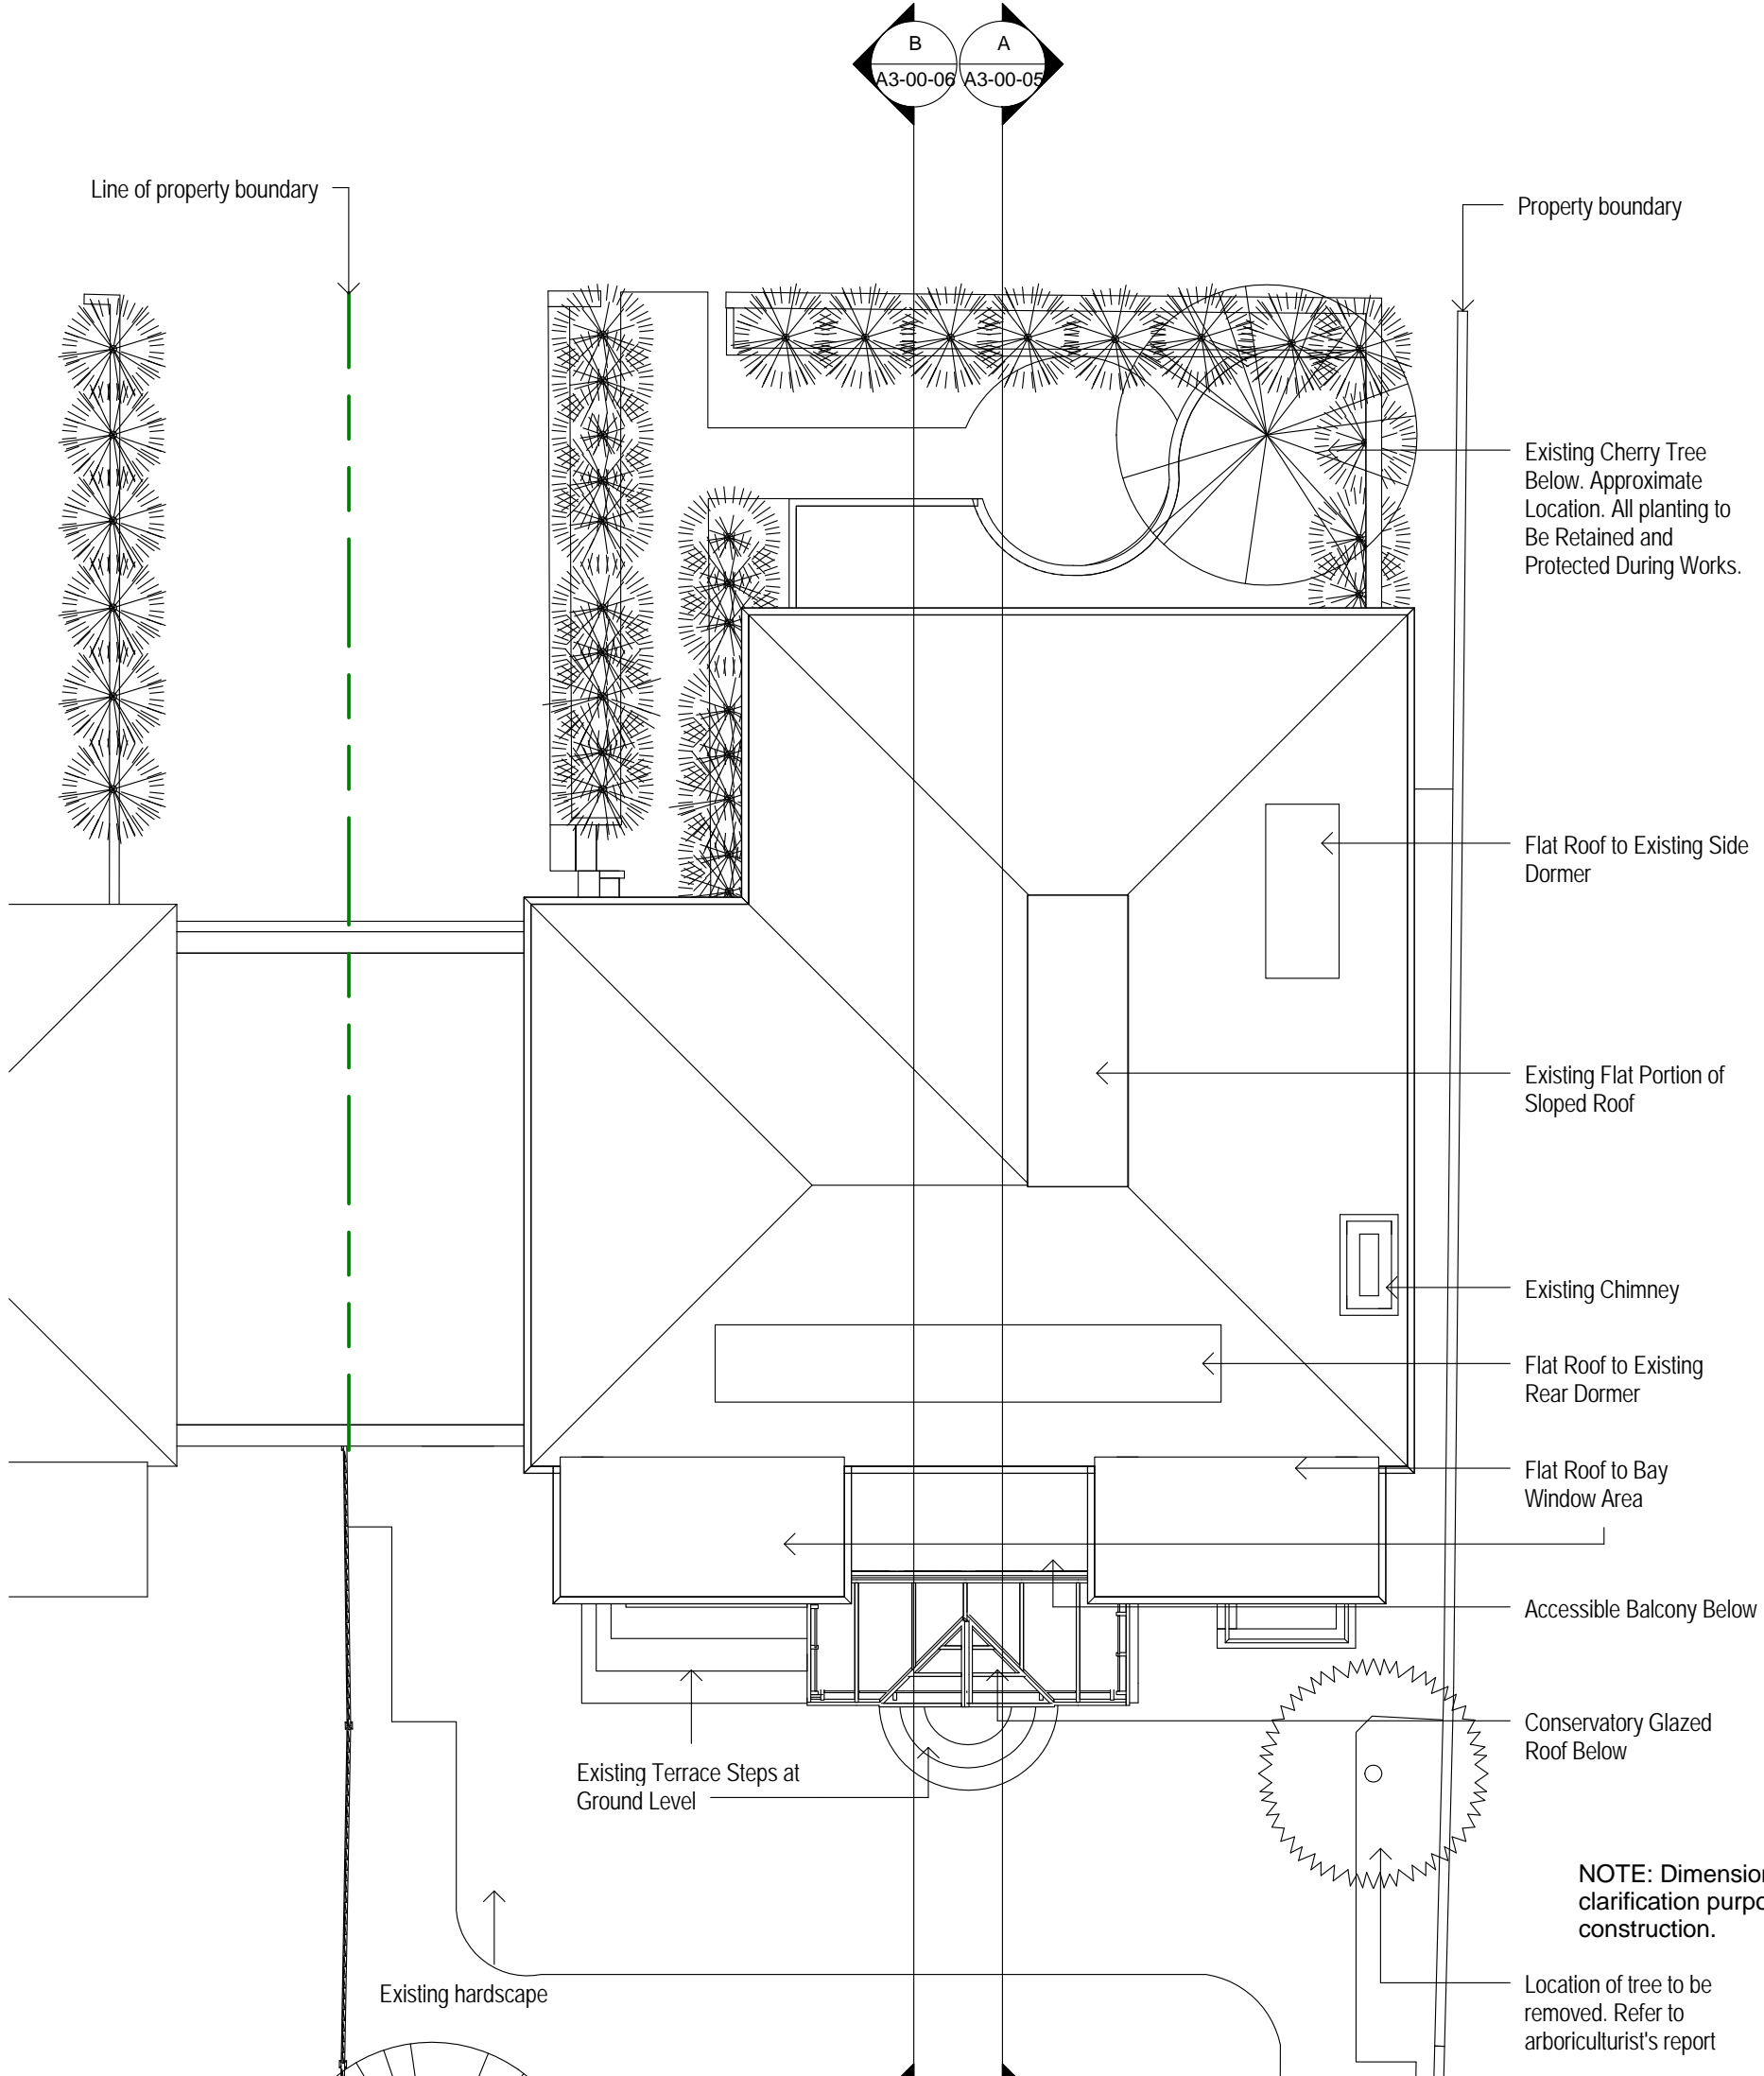 B
A
A3-00-06
A3-00-05
Line of property boundary
Property boundary
Existing Cherry Tree
Below. Approximate
Location. All planting to
Be Retained and
Protected During Works.
Flat Roof to Existing Side
Dormer
Existing Flat Portion of
Sloped Roof
Existing Chimney
Flat Roof to Existing
Rear Dormer
Flat Roof to Bay
Window Area
Accessible Balcony Below
Conservatory Glazed
Roof Below
Existing Terrace Steps at
Ground Level
NOTE: Dimension
clarification purpo
construction.
Existing hardscape
Location of tree to be
removed. Refer to
arboriculturist's report